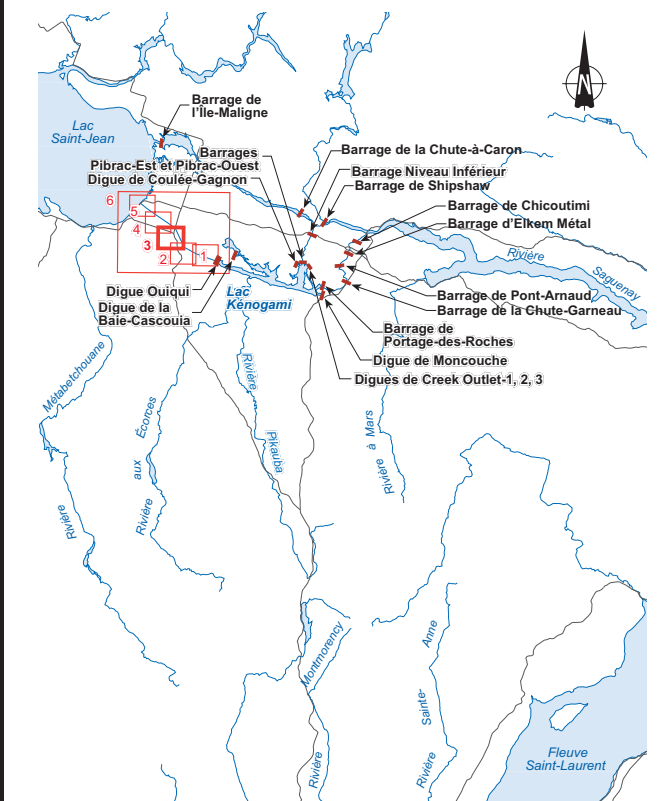 N
Barrage de
l'Île-Maligne
Lac
Saint-Jean
Barrages
Pibrac-Est et Pibrac-Ouest
Digue de Coulée-Gagnon
Barrage de la Chute-à-Caron
Barrage Niveau Inférieur
Barrage de Shipshaw
Barrage de Chicoutimi
Barrage d'Elkem Métal
6
5
4
3
2
1
Rivière
Saguenay
Digue Ouiqui
Digue de la
Baie-Cascouia
Lac
Kénogami
Barrage de Pont-Arnaud
Barrage de la Chute-Garneau
Barrage de
Portage-des-Roches
Digue de Moncouche
Digues de Creek Outlet-1, 2, 3
Rivière
Métabetchouane
Rivière
aux
Écorces
Rivière
Pikauba
Rivière à Mars
Rivière
Montmorency
Rivière
Sainte-
Anne
Fleuve
Saint-Laurent